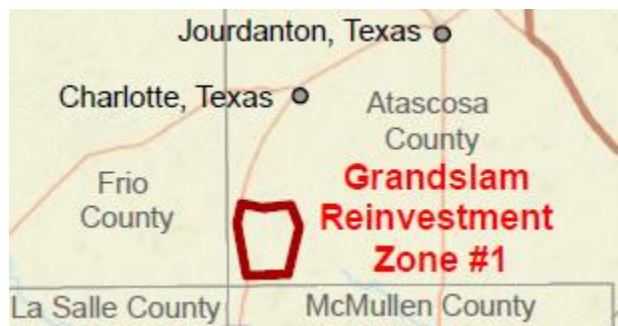 Jourdanton, Texas
Charlotte, Texas
Atascosa
County
Frio
County
Grandslam
Reinvestment
Zone #1
La Salle County
McMullen County